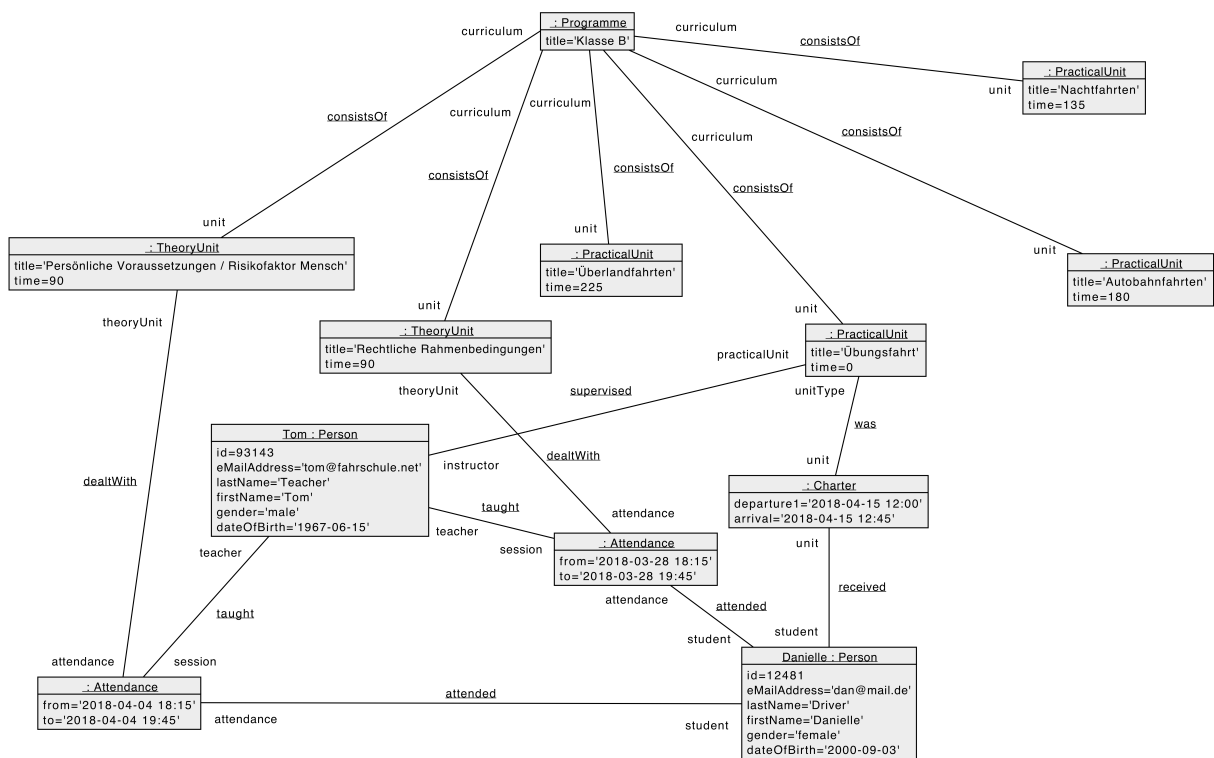 : Programme
title='Klasse B'
curriculum
curriculum
consistsOf
: PracticalUnit
title='Nachtfahrten'
time=135
unit
curriculum
curriculum
curriculum
curriculum
consistsOf
consistsOf
consistsOf
consistsOf
consistsOf
unit
: TheoryUnit
title='Persönliche Voraussetzungen / Risikofaktor Mensch'
time=90
unit
: PracticalUnit
title='Überlandfahrten'
time=225
unit
: PracticalUnit
title='Autobahnfahrten'
time=180
theoryUnit
unit
: TheoryUnit
title='Rechtliche Rahmenbedingungen'
time=90
unit
: PracticalUnit
title='Übungsfahrt'
time=0
practicalUnit
theoryUnit
supervised
unitType
was
Tom : Person
id=93143
eMailAddress='tom@fahrschule.net'
lastName='Teacher'
firstName='Tom'
gender='male'
dateOfBirth='1967-06-15'
instructor
dealtWith
dealtWith
unit
: Charter
departure1='2018-04-15 12:00'
arrival='2018-04-15 12:45'
taught
attendance
teacher
session
teacher
: Attendance
from='2018-03-28 18:15'
to='2018-03-28 19:45'
unit
attendance
attended
received
taught
student
student
attendance
session
: Attendance
from='2018-04-04 18:15'
to='2018-04-04 19:45'
attended
attendance
student
Danielle : Person
id=12481
eMailAddress='dan@mail.de'
lastName='Driver'
firstName='Danielle'
gender='female'
dateOfBirth='2000-09-03'